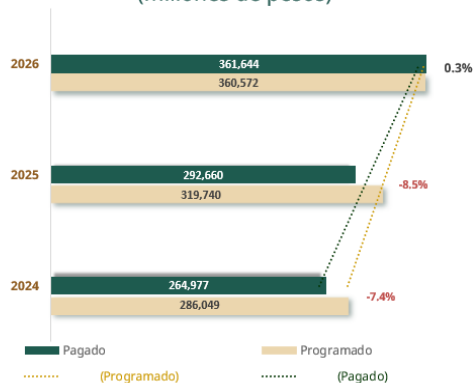 (millones de pesos)
2026
361,644
360,572
0.3%
2025
292,660
319,740
-8.5%
2024
264,977
286,049
-7.4%
Pagado
Programado
(Programado)
(Pagado)